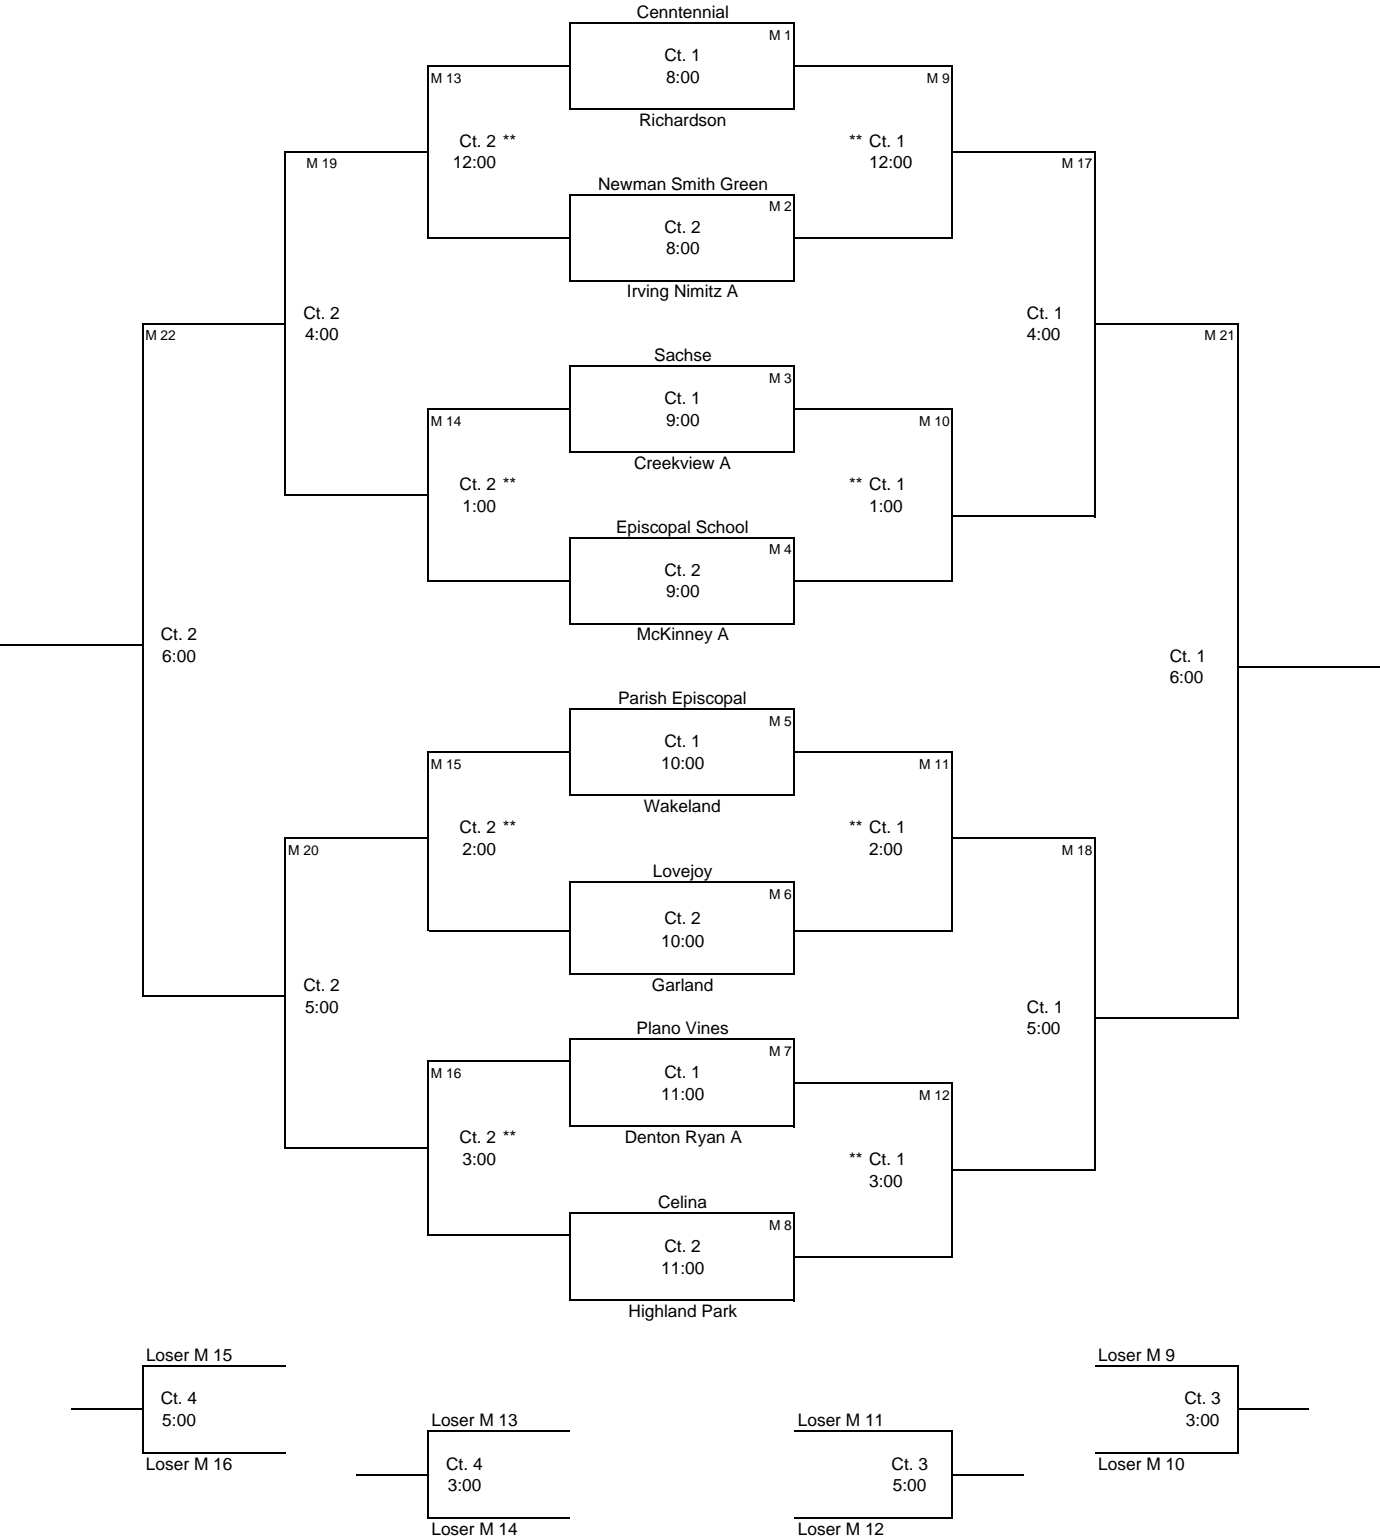 Cenntennial
M 1
Ct. 1
8:00
M 13
M 9
Richardson
Ct. 2 **
12:00
** Ct. 1
12:00
M 19
M 17
Newman Smith Green
M 2
Ct. 2
8:00
Irving Nimitz A
Ct. 2
4:00
Ct. 1
4:00
M 22
M 21
Sachse
M 3
Ct. 1
9:00
M 14
M 10
Creekview A
Ct. 2 **
1:00
** Ct. 1
1:00
Episcopal School
M 4
Ct. 2
9:00
McKinney A
Ct. 2
6:00
Ct. 1
6:00
Parish Episcopal
M 5
Ct. 1
10:00
M 15
M 11
Wakeland
Ct. 2 **
2:00
** Ct. 1
2:00
M 20
M 18
Lovejoy
M 6
Ct. 2
10:00
Garland
Ct. 2
5:00
Ct. 1
5:00
Plano Vines
M 7
Ct. 1
11:00
M 16
M 12
Denton Ryan A
Ct. 2 **
3:00
** Ct. 1
3:00
Celina
M 8
Ct. 2
11:00
Highland Park
Loser M 15
Ct. 4
5:00
Loser M 16
Loser M 9
Ct. 3
3:00
Loser M 10
Loser M 13
Ct. 4
3:00
Loser M 14
Loser M 11
Ct. 3
5:00
Loser M 12